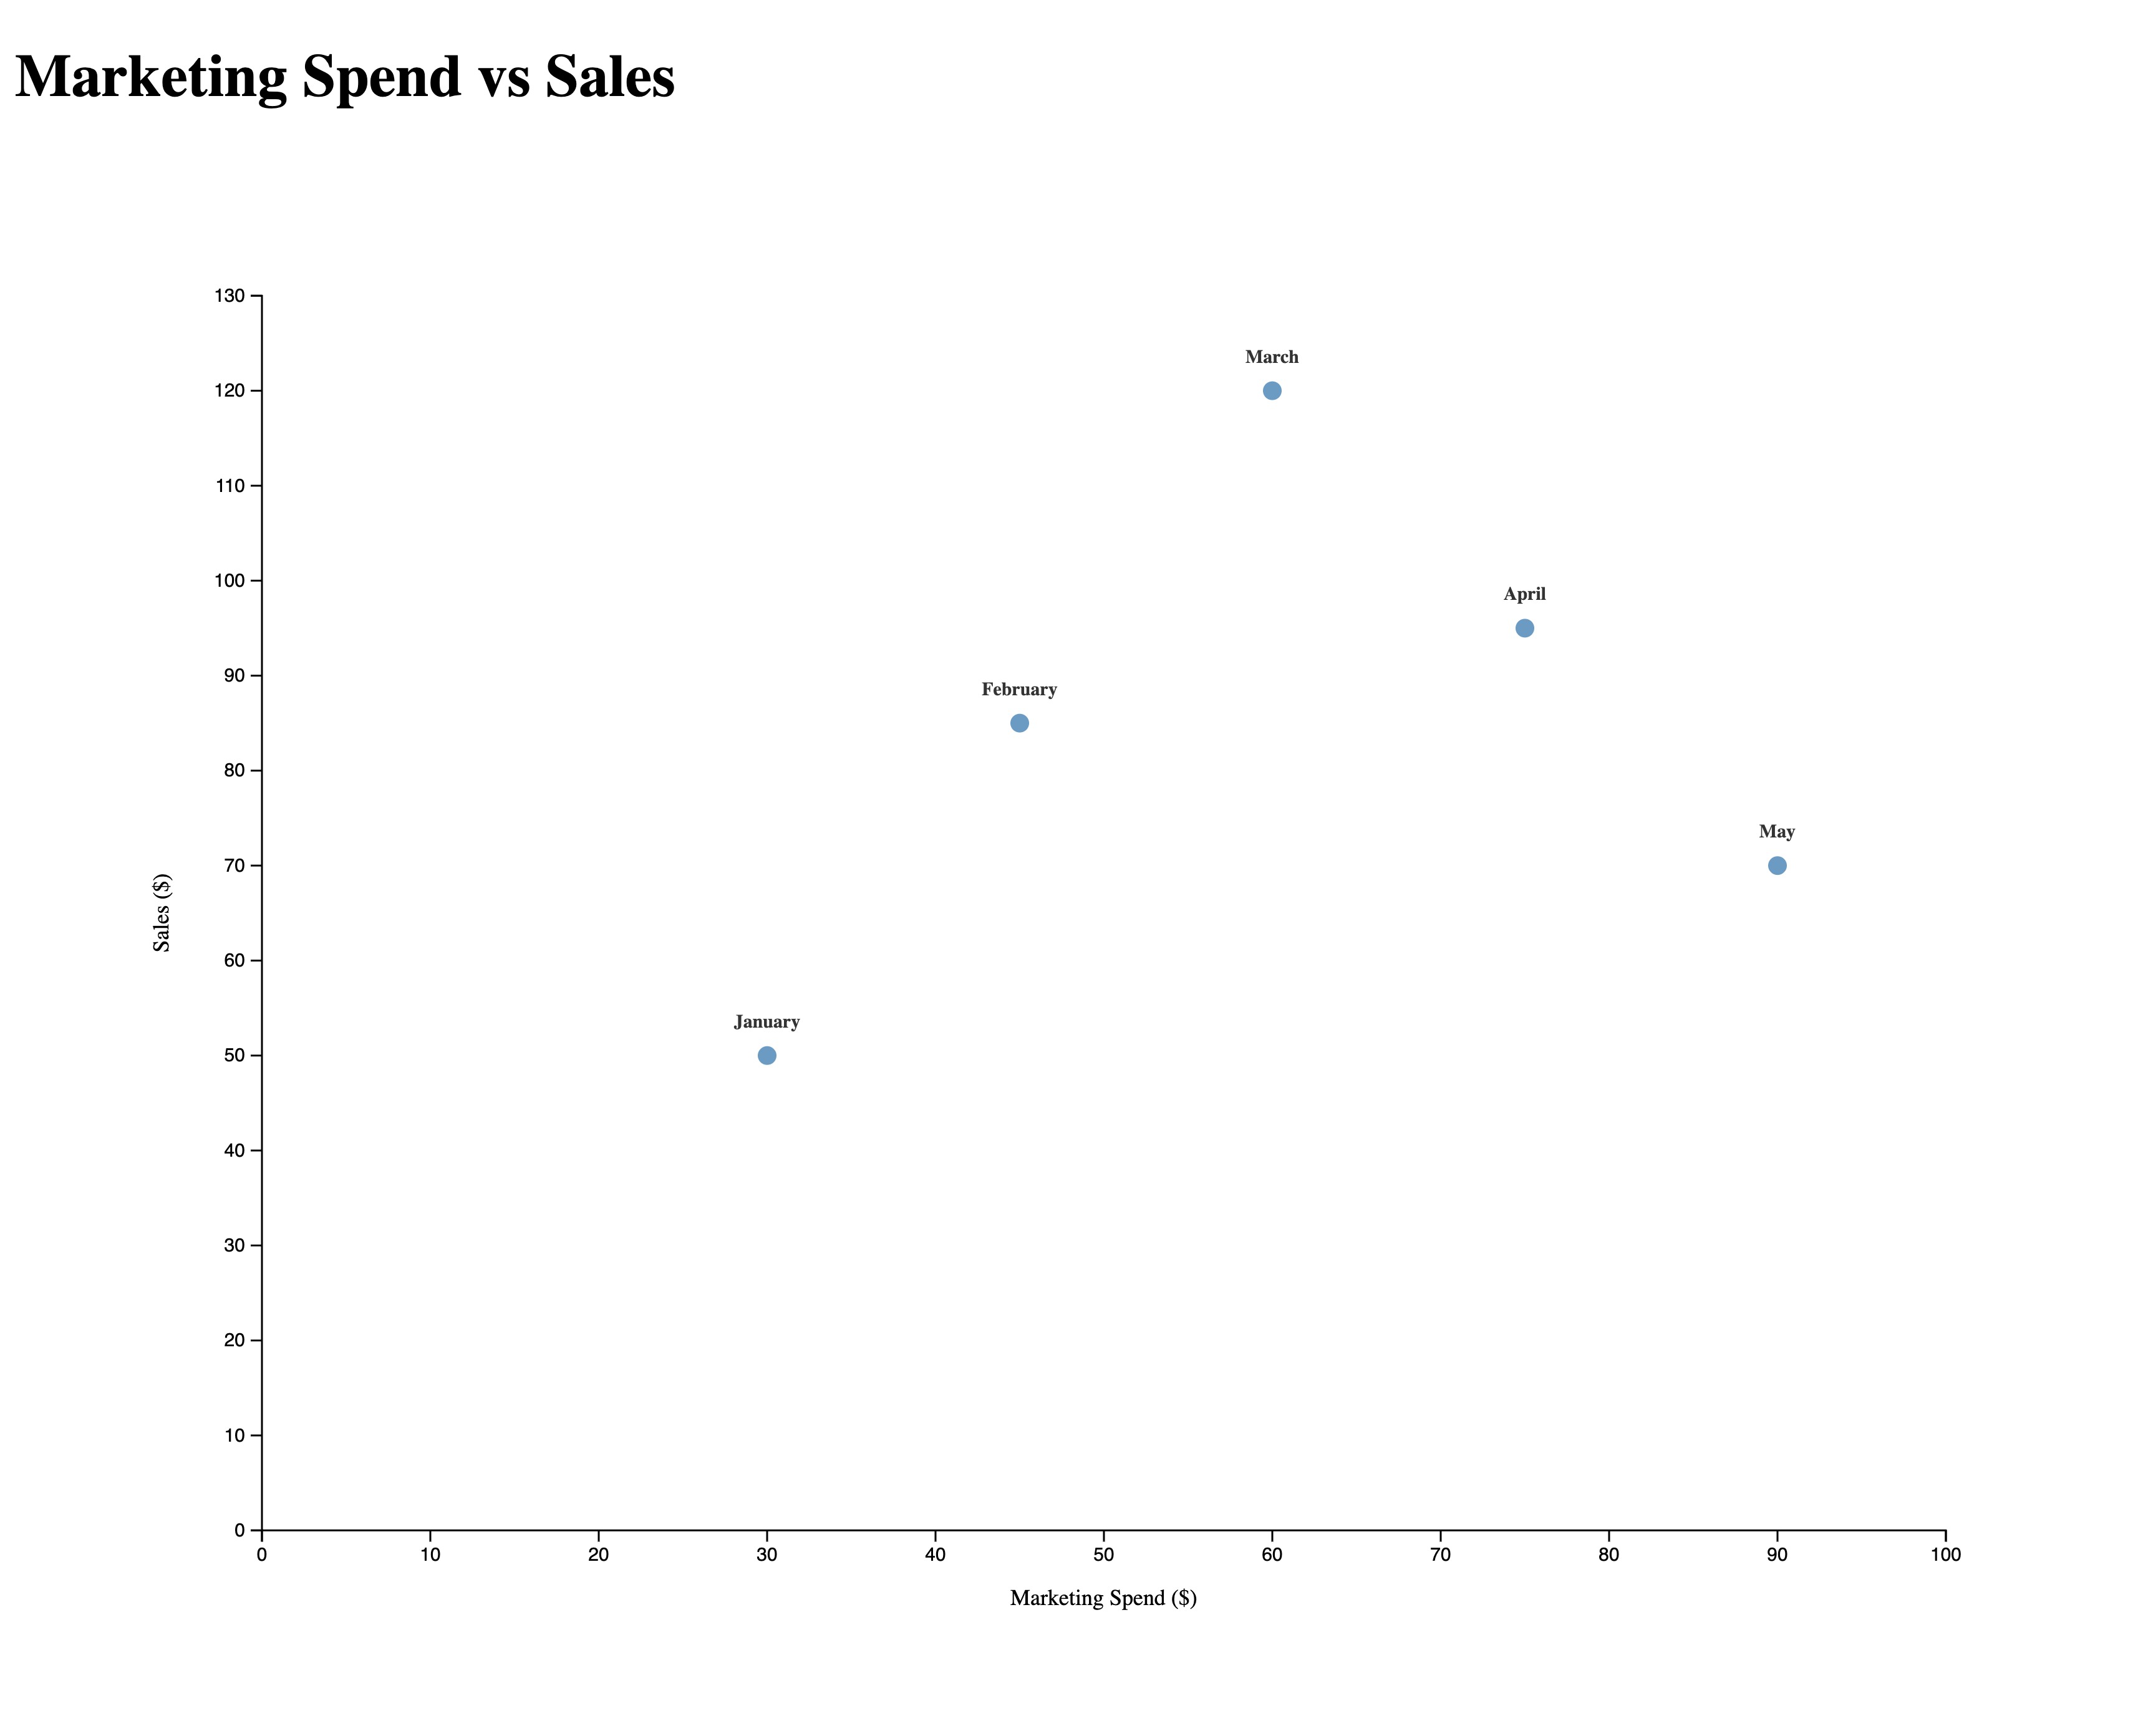 Marketing Spend vs Sales
130
March
120
110
100
April
90
February
80
May
70
Sales ($)
60
January
50
40
30
20
10
0
0 10 20 30 40 50 60 70 80 90 100
Marketing Spend ($)